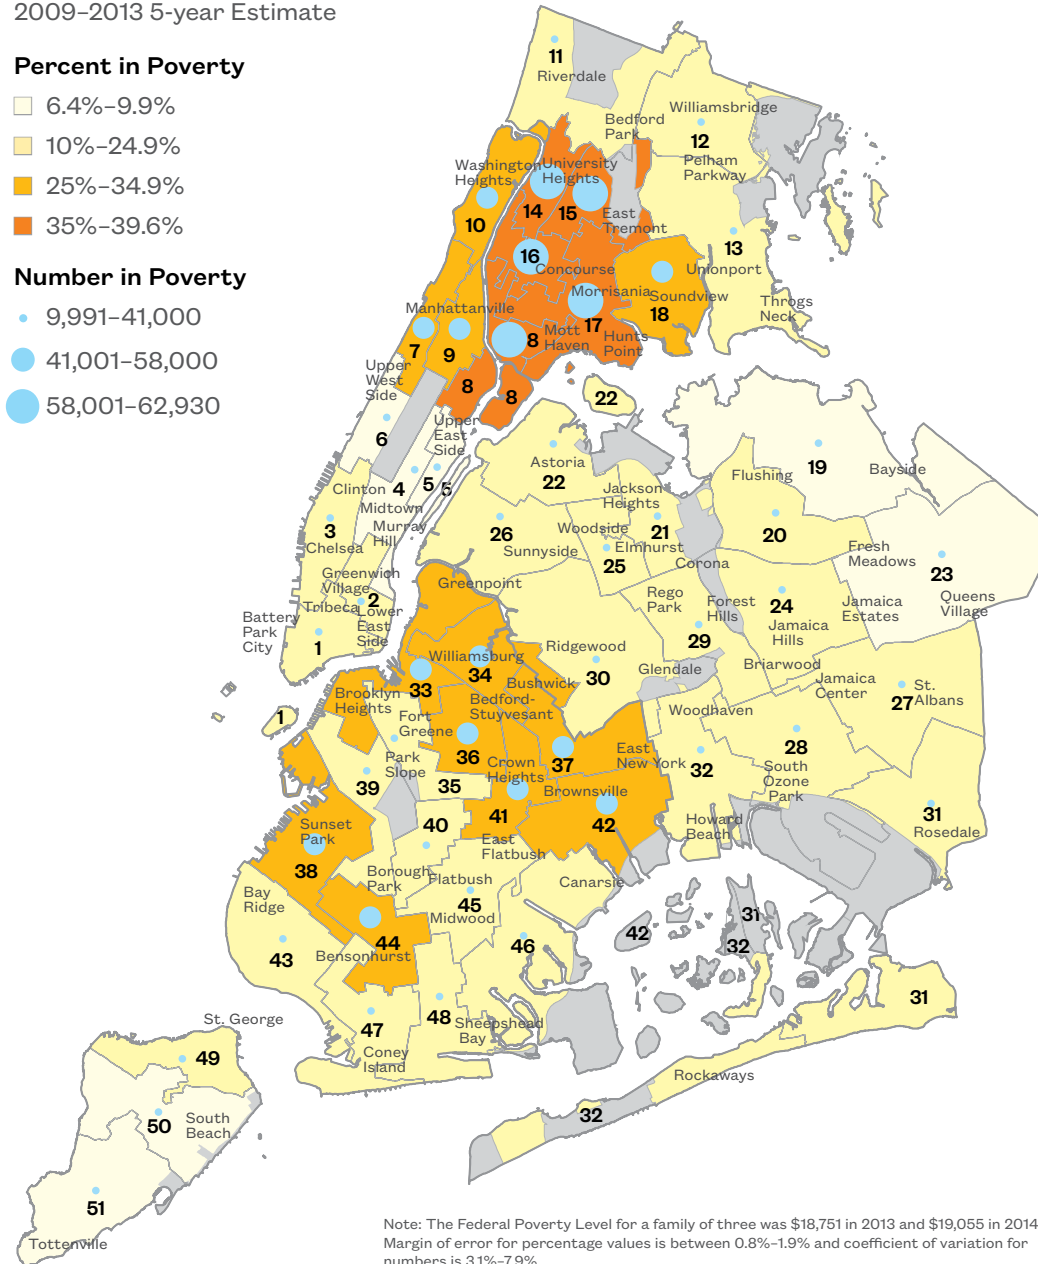 2009–2013 5-year Estimate
Percent in Poverty
6.4%–9.9%
10%–24.9%
25%–34.9%
35%–39.6%
Number in Poverty
9,991–41,000
41,001–58,000
58,001–62,930
11
Riverdale
Williamsbridge
Bedford
Park
12
Pelham
Parkway
Washington
Heights
University
Heights
14
15
10
East
Tremont
13
16
Concourse
Unionport
Morrisania
Soundview
18
Throgs
Neck
Manhattanville
17
7
9
8
Mott
Haven
Hunts
Point
Upper
West
Side
8
8
22
6
Upper
East
Side
Astoria
22
19
Bayside
Flushing
Clinton
4
5
5
Midtown
Jackson
Heights
3
Chelsea
Murray
Hill
26
Sunnyside
Woodside
21
Elmhurst
20
25
Corona
Fresh
Meadows
23
Greenwich
Village
Greenpoint
Tribeca
2
Lower
East
Side
Rego
Park
Forest
Hills
24
Jamaica
Hills
Jamaica
Estates
Queens
Village
Battery
Park
City
1
29
Ridgewood
30
Glendale
Briarwood
Williamsburg
34
33
Bushwick
Jamaica
Center
27
St.
Albans
Brooklyn
Heights
Bedford-
Stuyvesant
Woodhaven
1
Fort
Greene
36
37
East
New York
32
28
South
Ozone
Park
Park
Slope
39
35
Crown
Heights
Brownsville
40
41
42
31
Rosedale
Sunset
Park
38
East
Flatbush
Howard
Beach
Borough
Park
Flatbush
Canarsie
Bay
Ridge
45
Midwood
31
42
32
44
46
43
Bensonhurst
31
47
48
Sheepshead
Bay
St. George
49
Coney
Island
Rockaways
32
50
South
Beach
51
Tottenville
Note: The Federal Poverty Level for a family of three was $18,751 in 2013 and $19,055 in 2014
Margin of error for percentage values is between 0.8%–1.9% and coefficient of variation for
numbers is 3.1%–7.9%